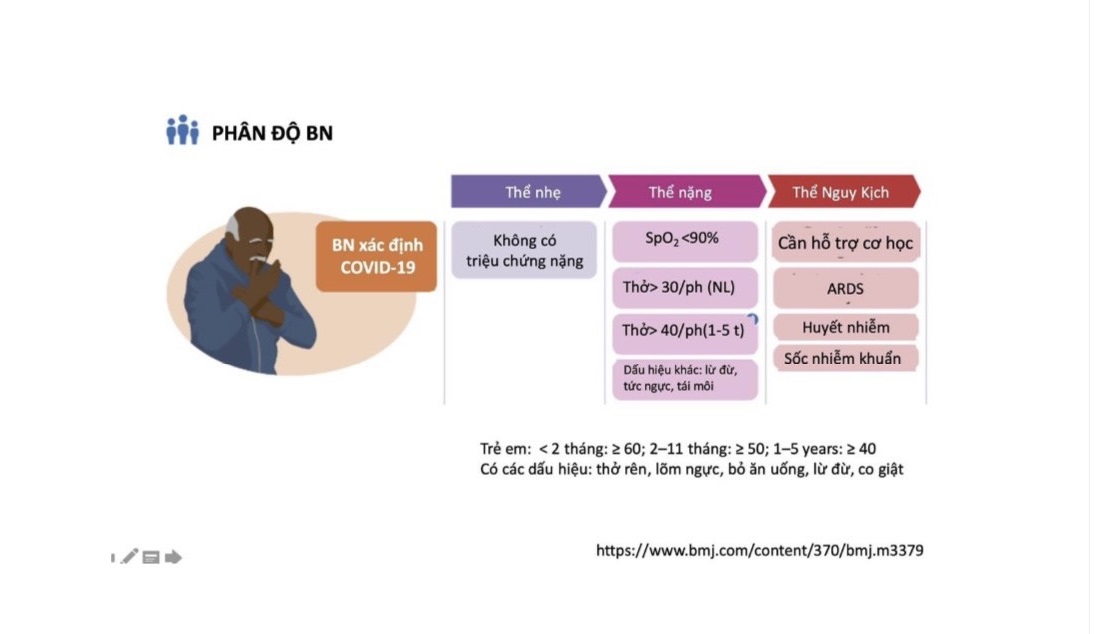 PHÂN ĐỘ BN
BN xác định
COVID-19
Thể nhẹ
Không có
triệu chứng nặng
Thể nặng
SpO₂ <90%
Thở> 30/ph (NL)
Thở> 40/ph(1-5 t)
Dấu hiệu khác: lừ đừ,
tức ngực, tái môi
Thể Nguy Kịch
Cần hỗ trợ cơ học
ARDS
Huyết nhiễm
Sốc nhiễm khuẩn
Trẻ em: < 2 tháng: ≥ 60; 2–11 tháng: ≥ 50; 1–5 years: ≥ 40
Có các dấu hiệu: thở rên, lõm ngực, bỏ ăn uống, lừ đừ, co giật
https://www.bmj.com/content/370/bmj.m3379